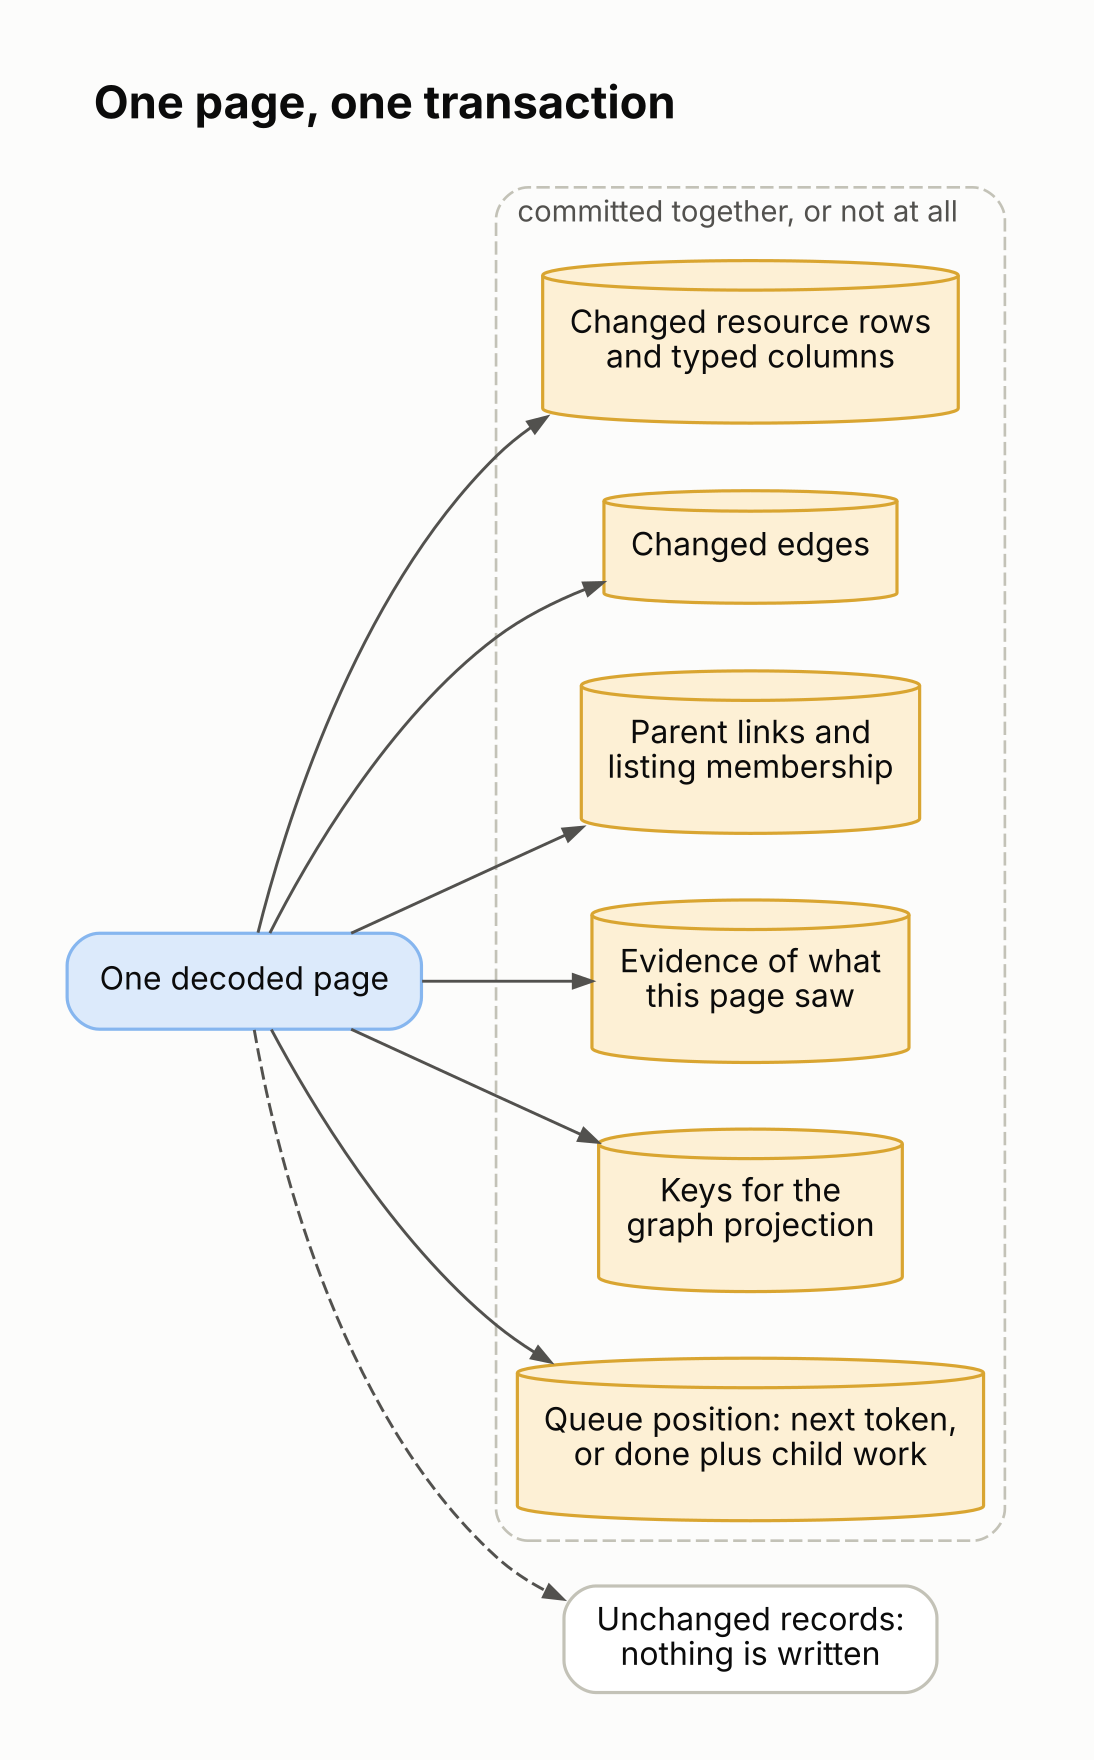 One page, one transaction
committed together, or not at all
Changed resource rows
and typed columns
Changed edges
Parent links and
listing membership
One decoded page
Evidence of what
this page saw
Keys for the
graph projection
Queue position: next token,
or done plus child work
Unchanged records:
nothing is written